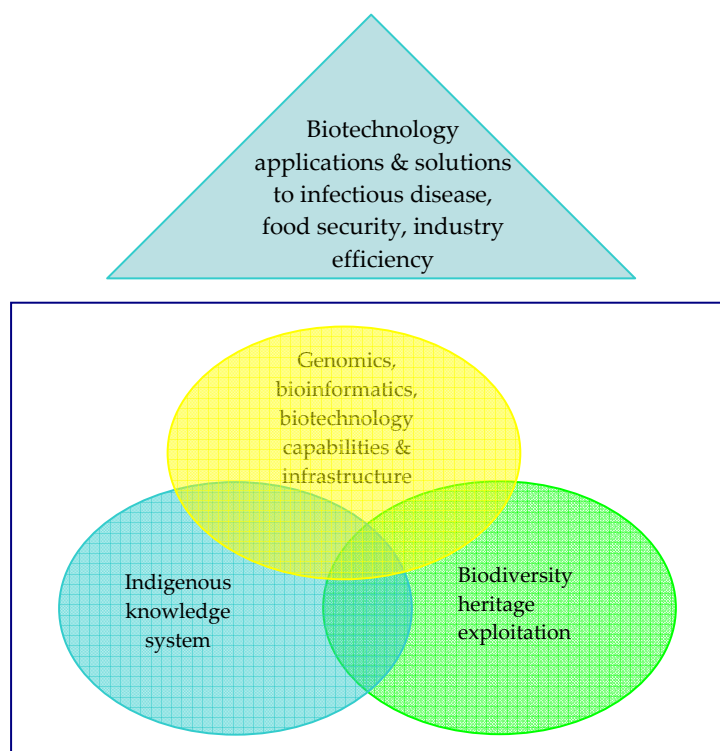 Biotechnology
applications & solutions
to infectious disease,
food security, industry
efficiency
Genomics,
bioinformatics,
biotechnology
capabilities &
infrastructure
Indigenous
knowledge
system
Biodiversity
heritage
exploitation